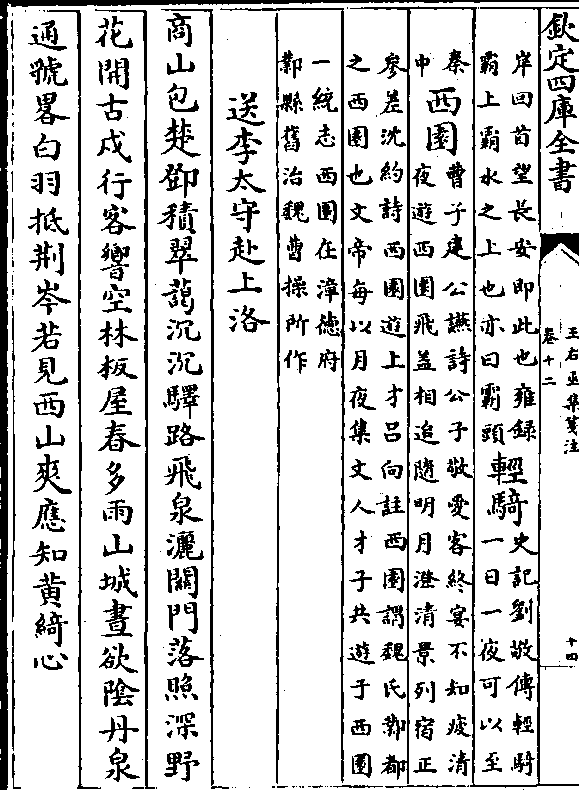 欽定四庫全書
王右丞集箋注
卷十二
十四
岸回首望長安即此也雍録
霸上霸水之上也亦曰霸頭
輕騎
史記劉敬傳輕騎
一日一夜可以至
秦
中
西園
曹子建公讌詩公子敬愛客終宴不知疲清
夜遊西園飛蓋相追隨明月澄清景列宿正
參差沈約詩西園遊上才吕向註西園謂魏氏鄴都
之西園也文帝每以月夜集文人才子共遊于西園
一統志西園在漳德府
鄴縣舊治魏曹操所作
送李太守赴上洛
商山包楚鄧積翠藹沉沉驛路飛泉灑關門落照深野
花開古戍行客響空林板屋春多雨山城晝欲陰丹泉
通虢畧白羽抵荆岑若見西山爽應知黄綺心